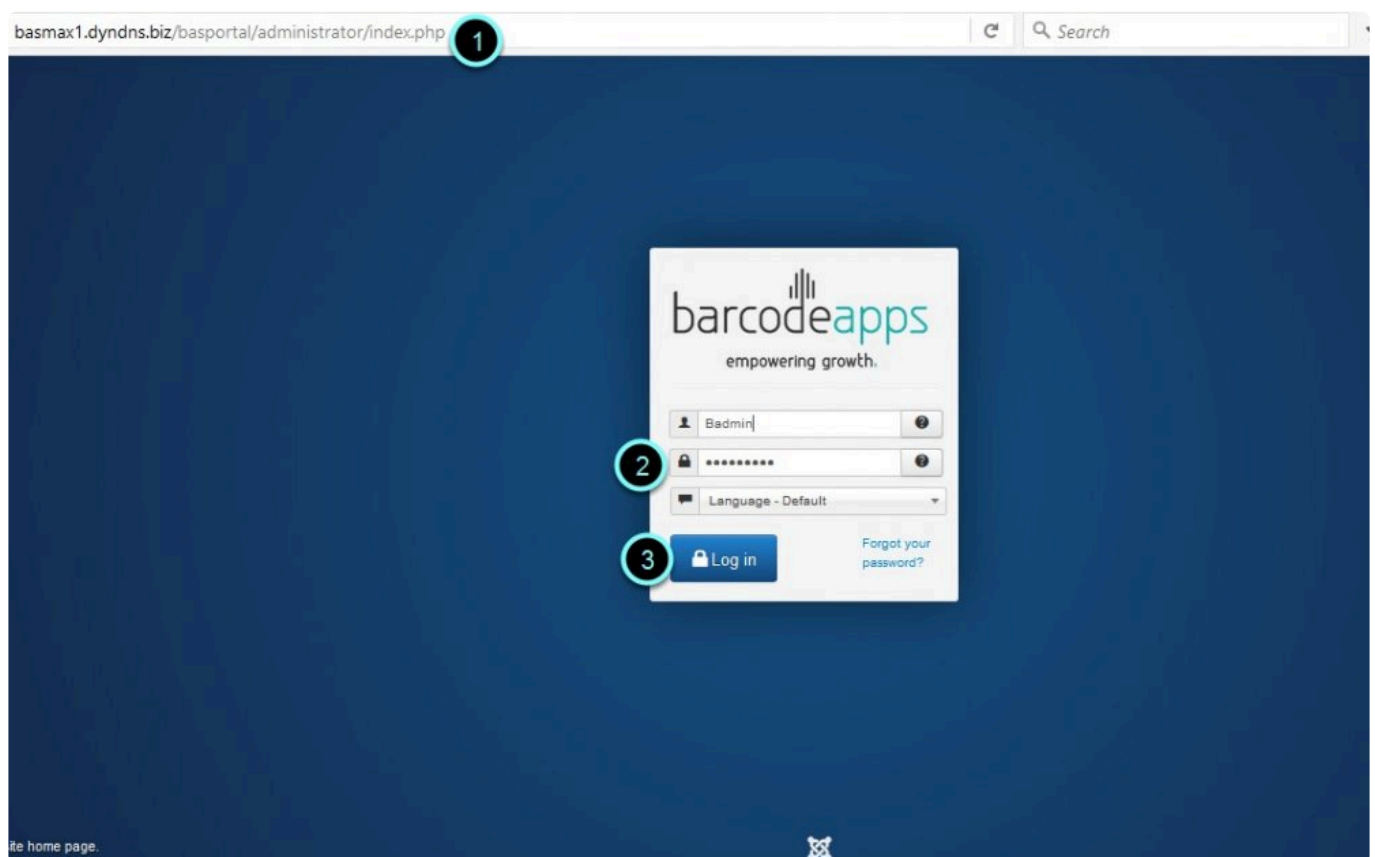 basmax1.dyndns.biz/basportal/administrator/index.php
1
Search
barcodeapps
empowering growth.
Badmin
2
•••••••••
Language - Default
3
Log in
Forgot your
password?
ite home page.